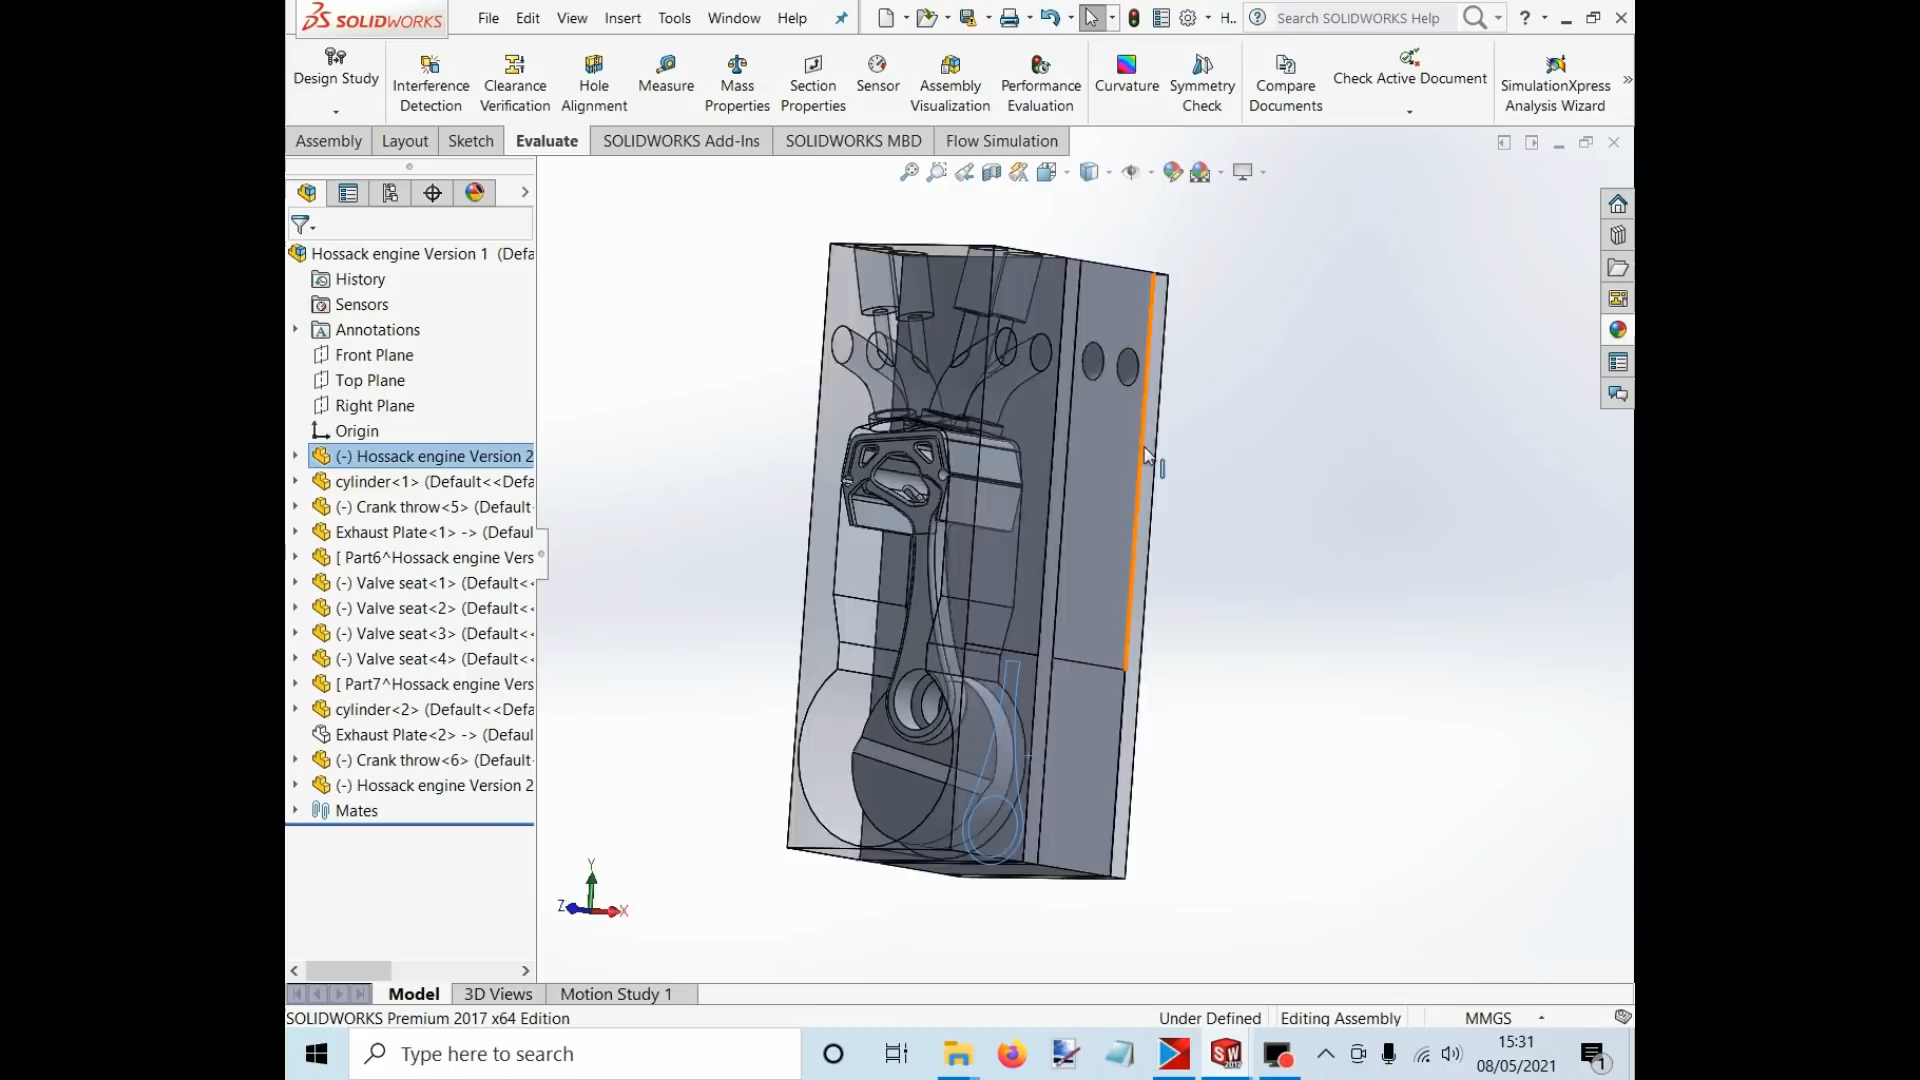 SOLIDWORKS
File Edit View Insert Tools Window Help
H..
Search SOLIDWORKS Help
?
Design Study
Interference Detection
Clearance Verification
Hole Alignment
Measure
Mass Properties
Section Properties
Sensor
Assembly Visualization
Performance Evaluation
Curvature
Symmetry Check
Compare Documents
Check Active Document
SimulationXpress Analysis Wizard
»
Assembly Layout Sketch Evaluate SOLIDWORKS Add-Ins SOLIDWORKS MBD Flow Simulation
Hossack engine Version 1 (Defa
History
Sensors
Annotations
Front Plane
Top Plane
Right Plane
Origin
(-) Hossack engine Version 2
cylinder<1> (Default<<Defa
(-) Crank throw<5> (Default
Exhaust Plate<1> -> (Defaul
[ Part6^Hossack engine Vers
(-) Valve seat<1> (Default<
(-) Valve seat<2> (Default<
(-) Valve seat<3> (Default<
(-) Valve seat<4> (Default<
[ Part7^Hossack engine Vers
cylinder<2> (Default<<Defa
Exhaust Plate<2> -> (Defaul
(-) Crank throw<6> (Default
(-) Hossack engine Version 2
Mates
Y
Z X
Model 3D Views Motion Study 1
SOLIDWORKS Premium 2017 x64 Edition
Under Defined Editing Assembly MMGS
Type here to search
SW
2017
15:31
08/05/2021
1